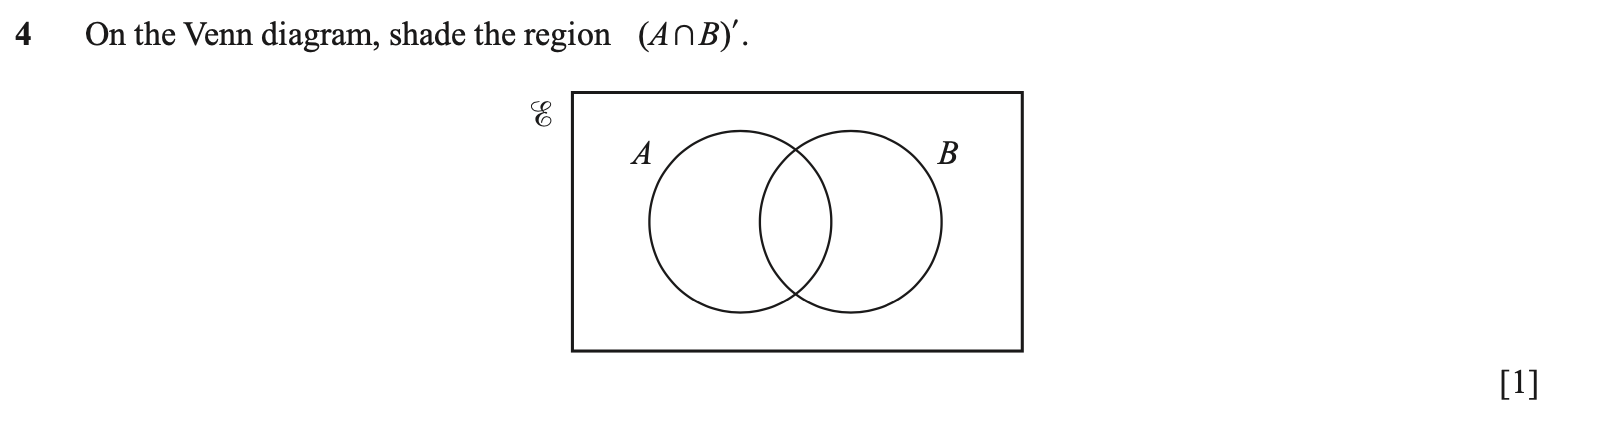 4 On the Venn diagram, shade the region (A∩B)′.
ℰ
A B
[1]